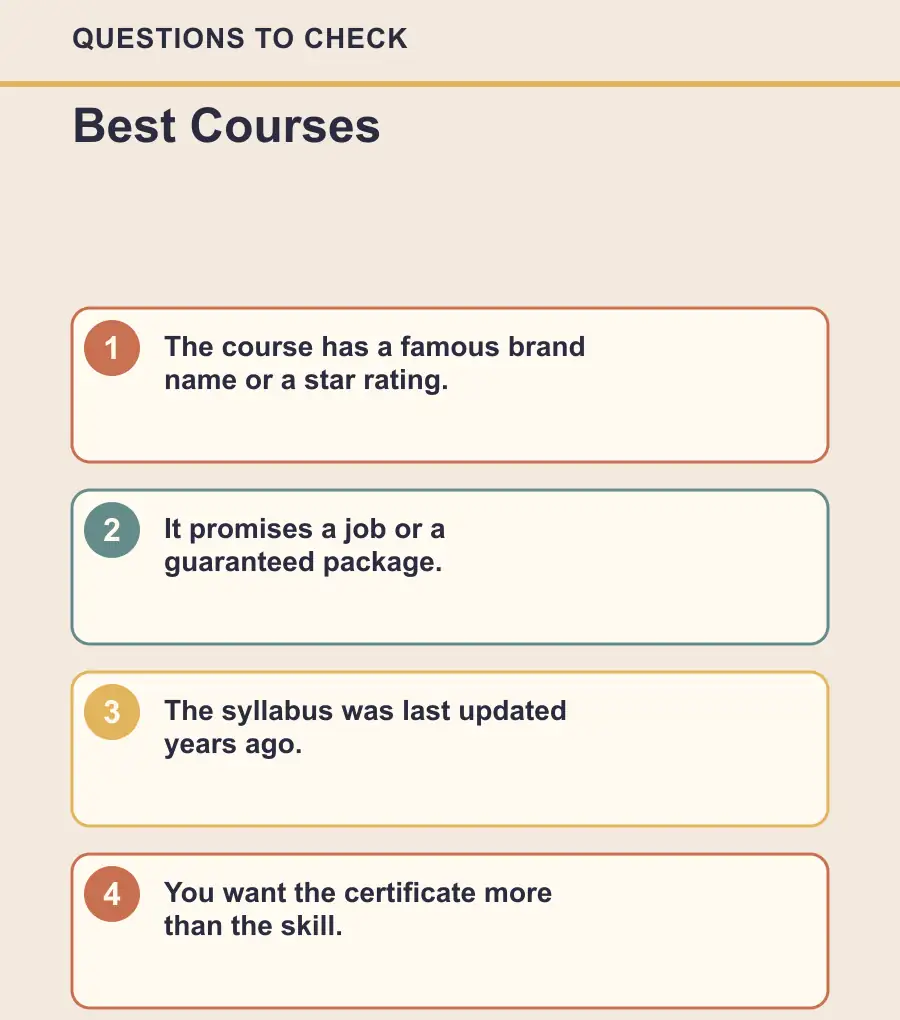 QUESTIONS TO CHECK
Best Courses
1
The course has a famous brand
name or a star rating.
2
It promises a job or a
guaranteed package.
3
The syllabus was last updated
years ago.
4
You want the certificate more
than the skill.